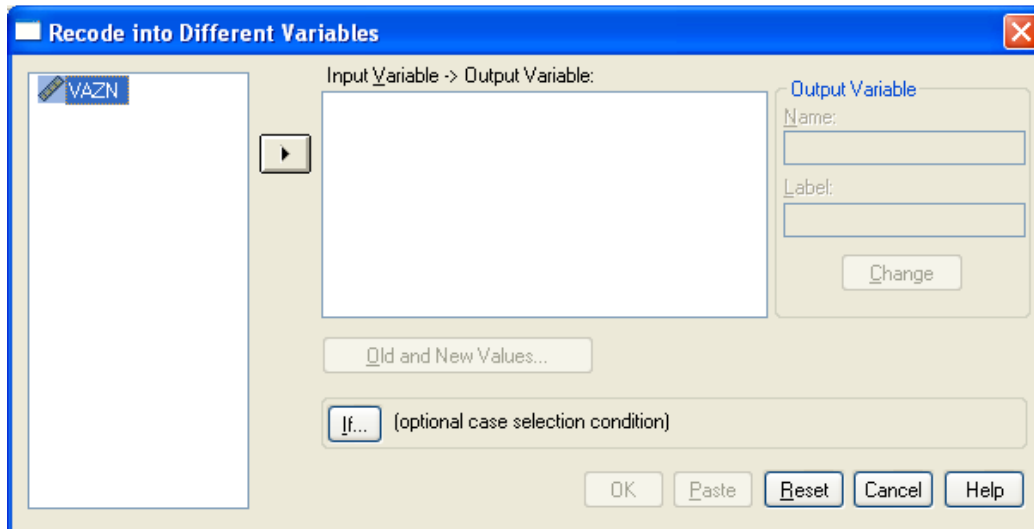 Recode into Different Variables
VAZN
Input Variable -> Output Variable:
Output Variable
Name:
Label:
Change
Old and New Values...
If... (optional case selection condition)
OK Paste Reset Cancel Help